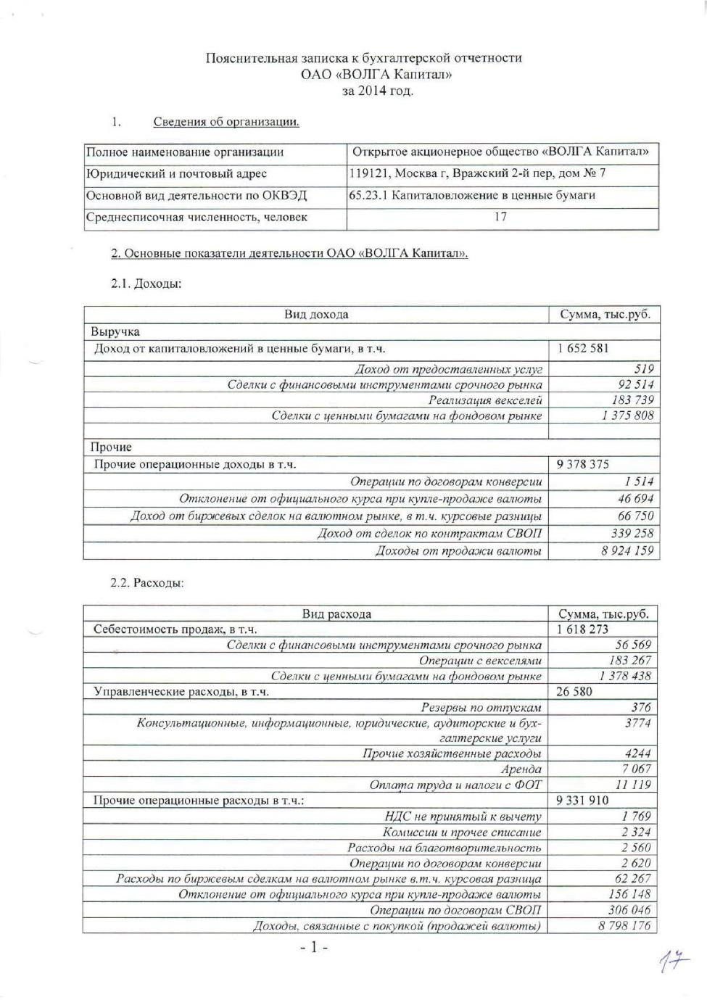 Пояснительная записка к бухгалтерской отчетности
ОАО «ВОЛГА Капитал»
за 2014 год.
1. Сведения об организации.
Полное наименование организации Открытое акционерное общество «ВОЛГА Капитал»
Юридический и почтовый адрес 119121, Москва г, Вражский 2-й пер, дом № 7
Основной вид деятельности по ОКВЭД 65.23.1 Капиталовложение в ценные бумаги
Среднесписочная численность, человек 17
2. Основные показатели деятельности ОАО «ВОЛГА Капитал».
2.1. Доходы:
Вид дохода Сумма, тыс.руб.
Выручка
Доход от капиталовложений в ценные бумаги, в т.ч. 1 652 581
Доход от предоставленных услуг 519
Сделки с финансовыми инструментами срочного рынка 92 514
Реализация векселей 183 739
Сделки с ценными бумагами на фондовом рынке 1 375 808
Прочие
Прочие операционные доходы в т.ч. 9 378 375
Операции по договорам конверсии 1 514
Отклонение от официального курса при купле-продаже валюты 46 694
Доход от биржевых сделок на валютном рынке, в т.ч. курсовые разницы 66 750
Доход от сделок по контрактам СВОП 339 258
Доходы от продажи валюты 8 924 159
2.2. Расходы:
Вид расхода Сумма, тыс.руб.
Себестоимость продаж, в т.ч. 1 618 273
Сделки с финансовыми инструментами срочного рынка 56 569
Операции с векселями 183 267
Сделки с ценными бумагами на фондовом рынке 1 378 438
Управленческие расходы, в т.ч. 26 580
Резервы по отпускам 376
Консультационные, информационные, юридические, аудиторские и бух- 3774
галтерские услуги
Прочие хозяйственные расходы 4244
Аренда 7 067
Оплата труда и налоги с ФОТ 11 119
Прочие операционные расходы в т.ч.: 9 331 910
НДС не принятый к вычету 1 769
Комиссии и прочее списание 2 324
Расходы на благотворительность 2 560
Операции по договорам конверсии 2 620
Расходы по биржевым сделкам на валютном рынке в.т.ч. курсовая разница 62 267
Отклонение от официального курса при купле-продаже валюты 156 148
Операции по договорам СВОП 306 046
Доходы, связанные с покупкой (продажей валюты) 8 798 176
- 1 -
17